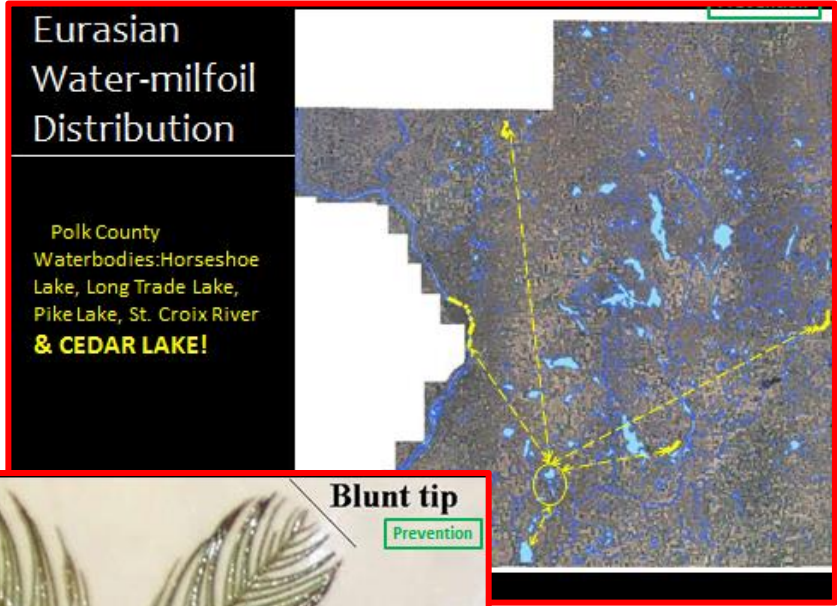 Eurasian
Water-milfoil
Distribution
Polk County
Waterbodies:Horseshoe
Lake, Long Trade Lake,
Pike Lake, St. Croix River
& CEDAR LAKE!
Blunt tip
Prevention